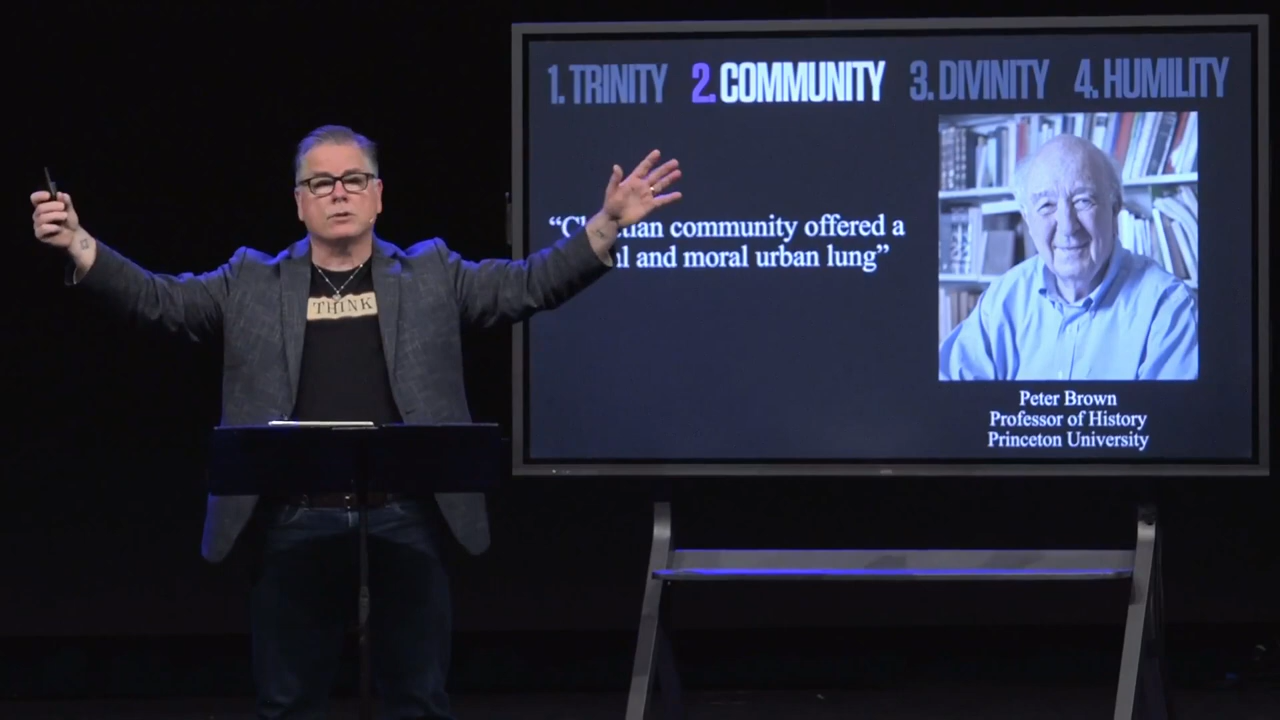 1. TRINITY 2. COMMUNITY 3. DIVINITY 4. HUMILITY
community offered a
and moral urban lung”
Peter Brown
Professor of History
Princeton University
THINK